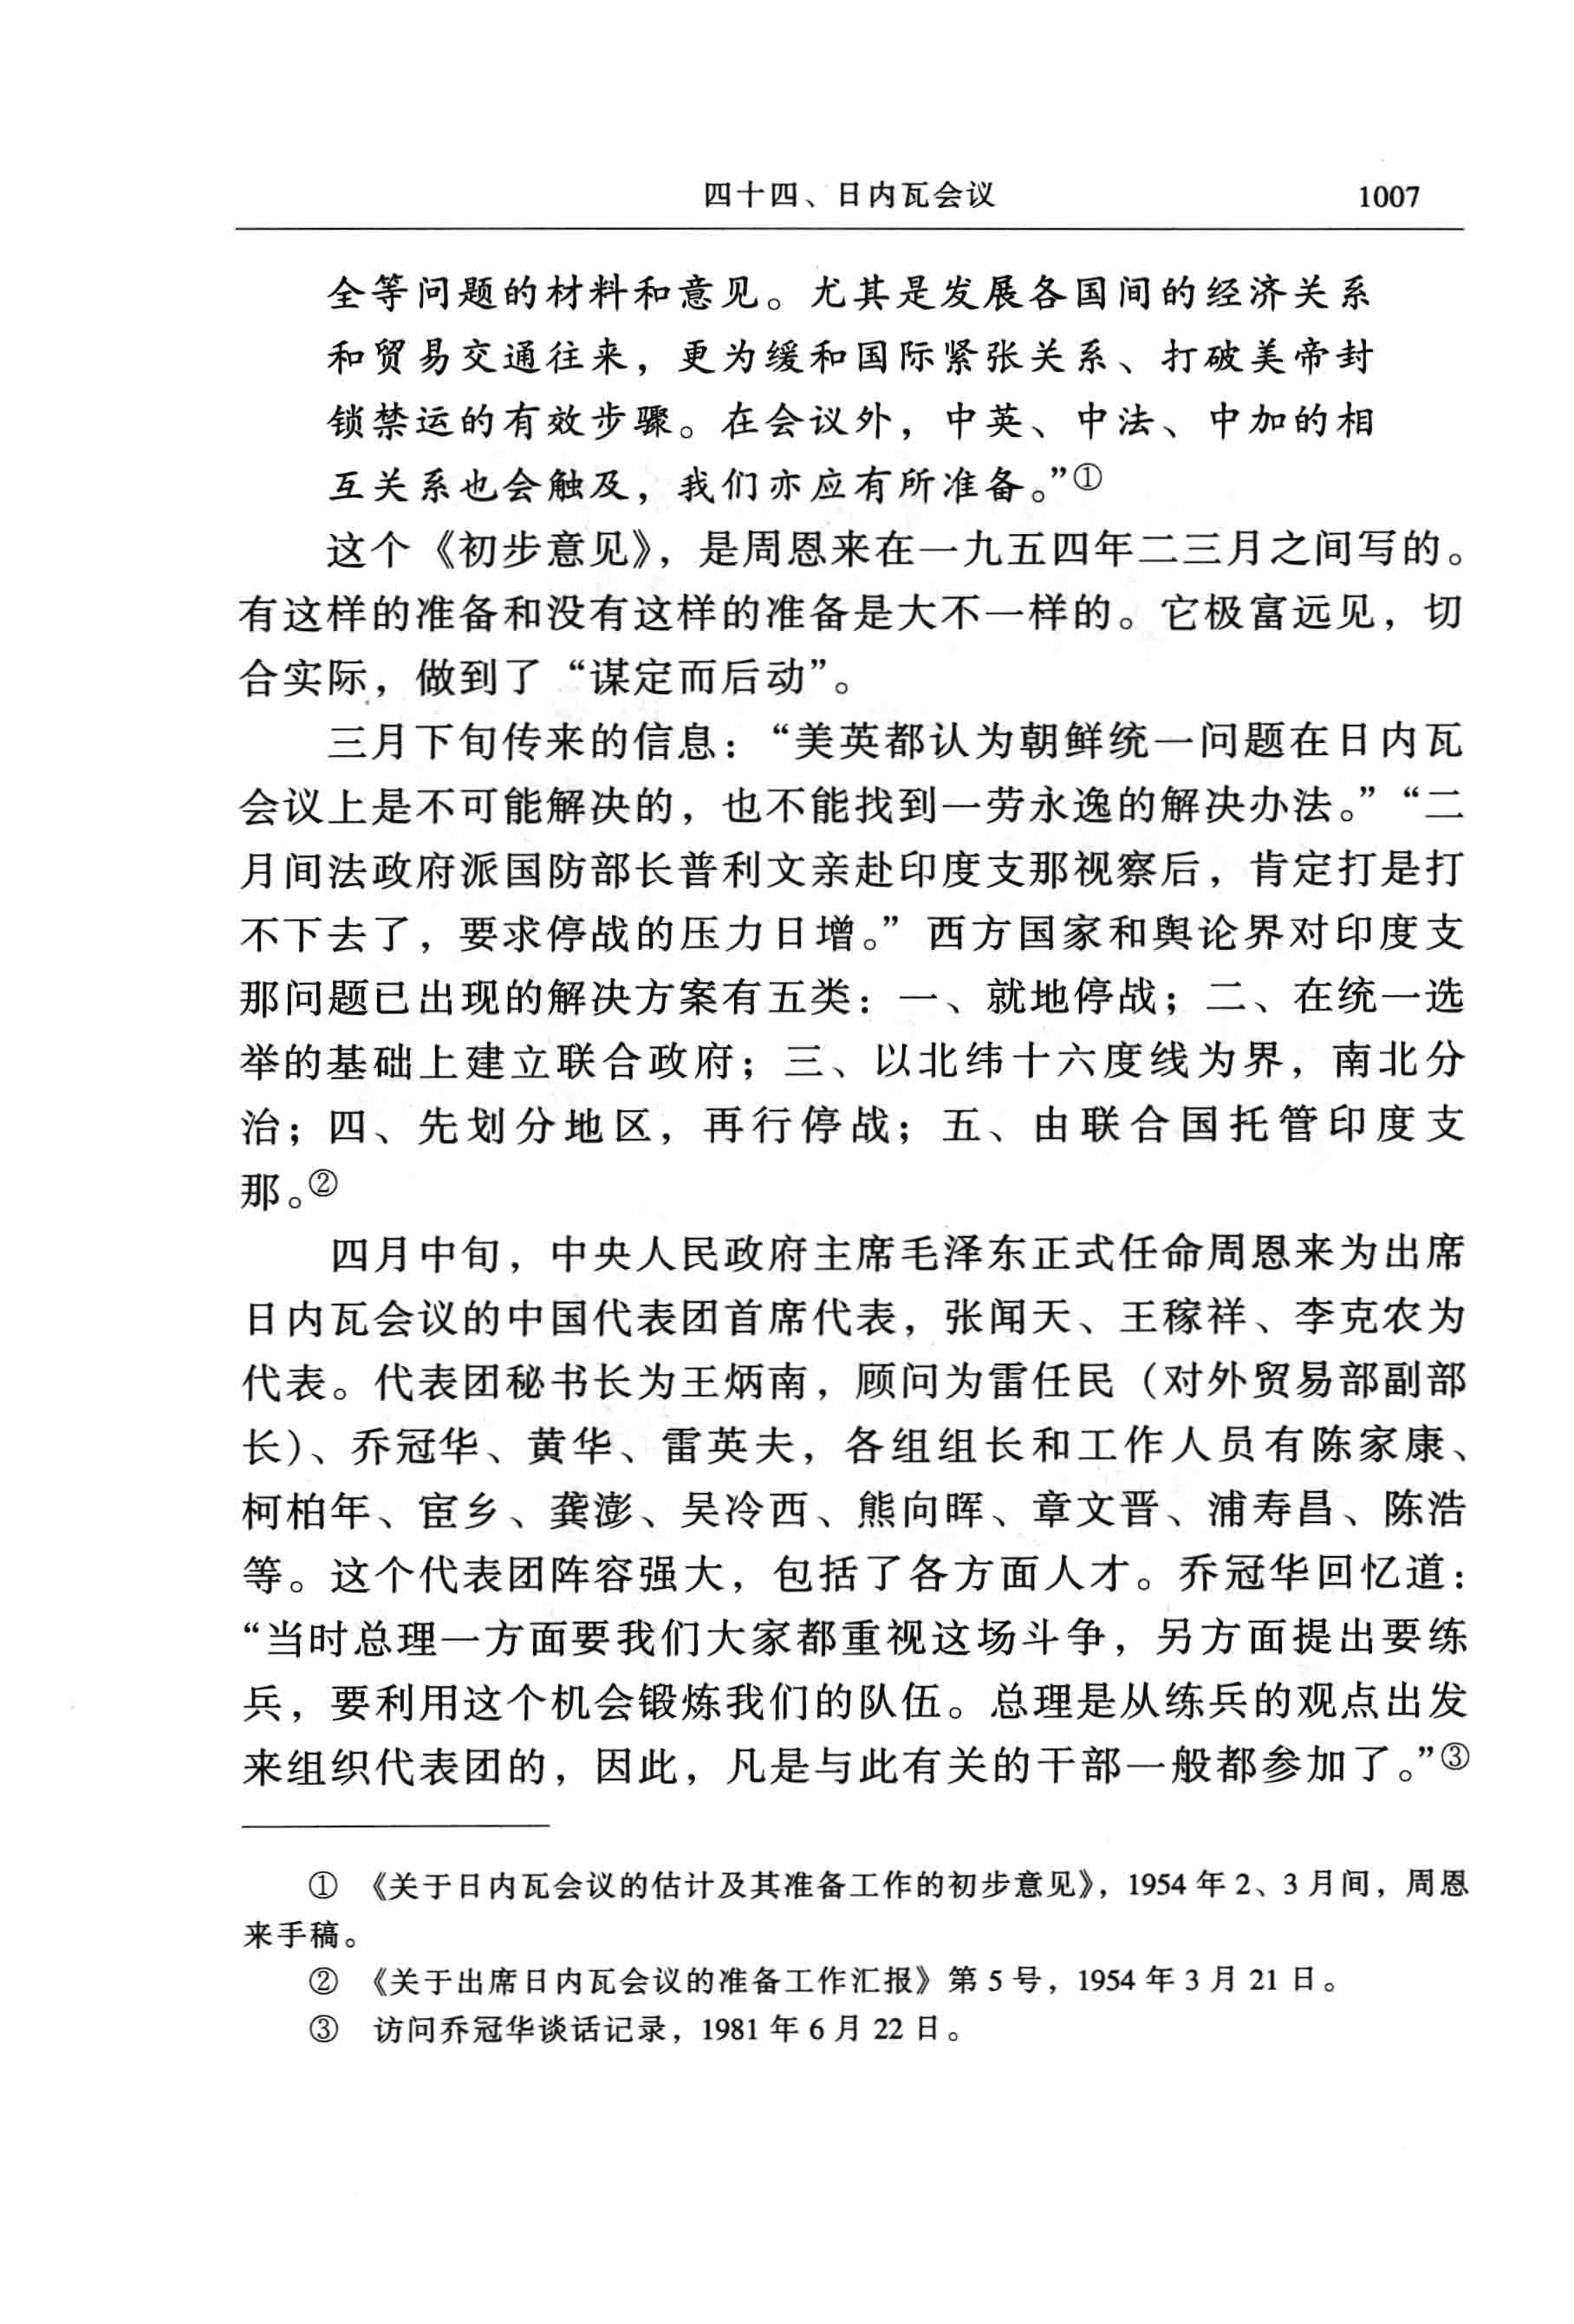 四十四、日内瓦会议 1007
全等问题的材料和意见。尤其是发展各国间的经济关系
和贸易交通往来，更为缓和国际紧张关系、打破美帝封
锁禁运的有效步骤。在会议外，中英、中法、中加的相
互关系也会触及，我们亦应有所准备。”①
这个《初步意见》，是周恩来在一九五四年二三月之间写的。
有这样的准备和没有这样的准备是大不一样的。它极富远见，切
合实际，做到了“谋定而后动”。
三月下旬传来的信息：“美英都认为朝鲜统一问题在日内瓦
会议上是不可能解决的，也不能找到一劳永逸的解决办法。”“二
月间法政府派国防部长普利文亲赴印度支那视察后，肯定打是打
不下去了，要求停战的压力日增。”西方国家和舆论界对印度支
那问题已出现的解决方案有五类：一、就地停战；二、在统一选
举的基础上建立联合政府；三、以北纬十六度线为界，南北分
治；四、先划分地区，再行停战；五、由联合国托管印度支
那。②
四月中旬，中央人民政府主席毛泽东正式任命周恩来为出席
日内瓦会议的中国代表团首席代表，张闻天、王稼祥、李克农为
代表。代表团秘书长为王炳南，顾问为雷任民（对外贸易部副部
长）、乔冠华、黄华、雷英夫，各组组长和工作人员有陈家康、
柯柏年、宦乡、龚澎、吴冷西、熊向晖、章文晋、浦寿昌、陈浩
等。这个代表团阵容强大，包括了各方面人才。乔冠华回忆道：
“当时总理一方面要我们大家都重视这场斗争，另方面提出要练
兵，要利用这个机会锻炼我们的队伍。总理是从练兵的观点出发
来组织代表团的，因此，凡是与此有关的干部一般都参加了。”③
① 《关于日内瓦会议的估计及其准备工作的初步意见》，1954 年 2、3 月间，周恩
来手稿。
② 《关于出席日内瓦会议的准备工作汇报》第 5 号，1954 年 3 月 21 日。
③ 访问乔冠华谈话记录，1981 年 6 月 22 日。